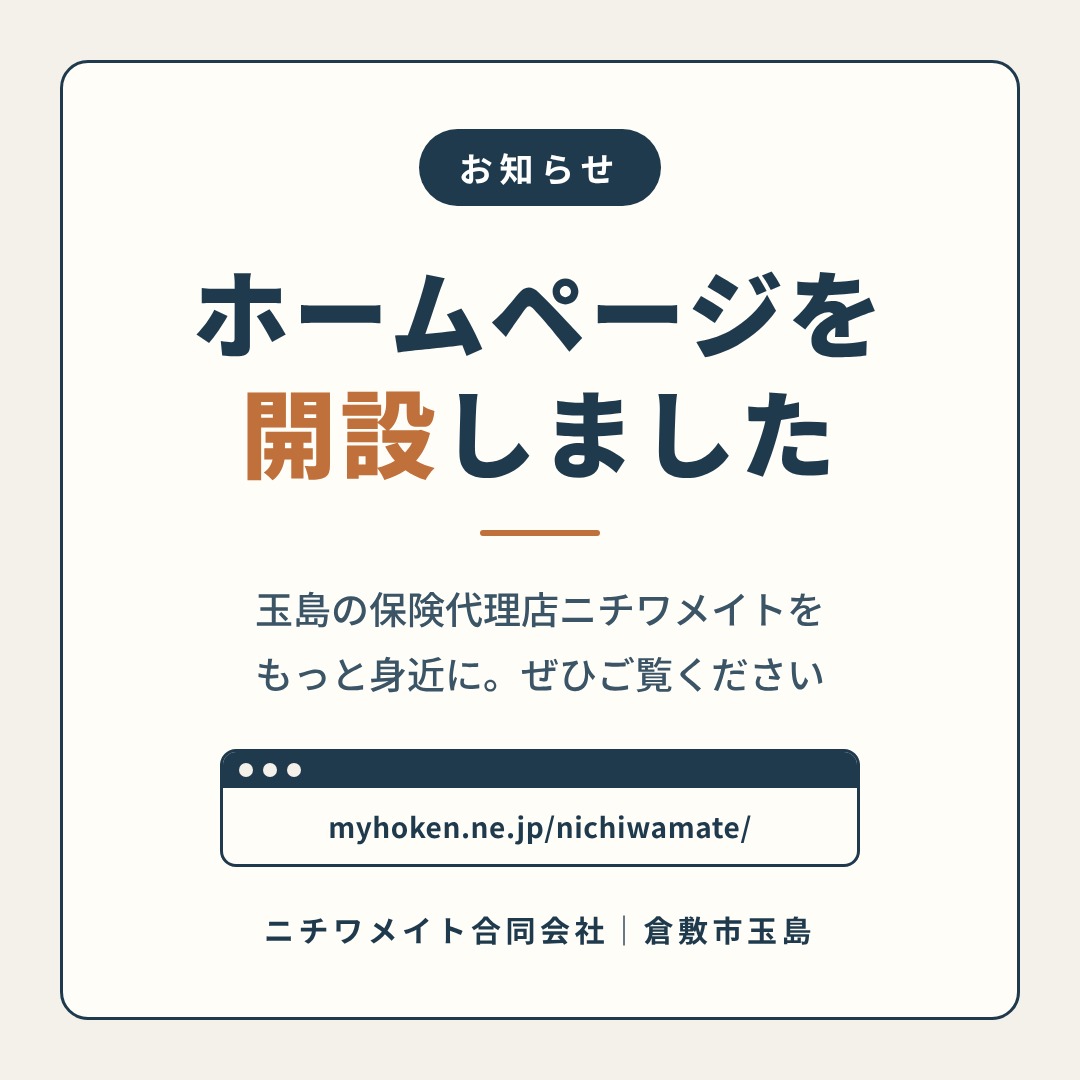 お知らせ
ホームページを
開設しました
玉島の保険代理店ニチワメイトを
もっと身近に。ぜひご覧ください
myhoken.ne.jp/nichiwamate/
ニチワメイト合同会社｜倉敷市玉島